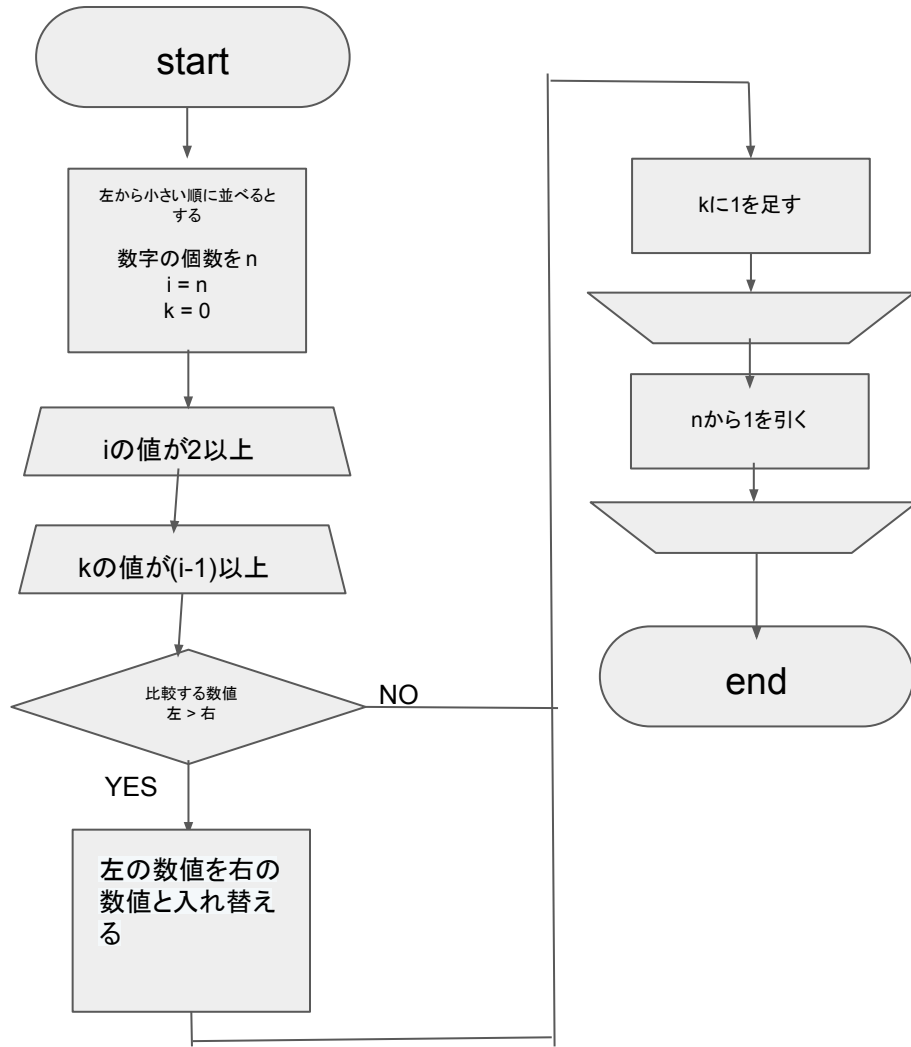 start
左から小さい順に並べると
する
数字の個数をn
i = n
k = 0
iの値が2以上
kの値が(i-1)以上
比較する数値
左 > 右
NO
YES
左の数値を右の
数値と入れ替え
る
kに1を足す
nから1を引く
end